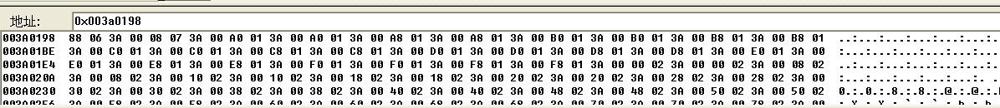 地址: 0x003a0198
003A0198 88 06 3A 00 08 07 3A 00 A0 01 3A 00 A0 01 3A 00 A8 01 3A 00 A8 01 3A 00 B0 01 3A 00 B0 01 3A 00 B8 01 3A 00 B8 01 ..:...:...:...:...:...:.
003A01BE 3A 00 C0 01 3A 00 C0 01 3A 00 C8 01 3A 00 C8 01 3A 00 D0 01 3A 00 D0 01 3A 00 D8 01 3A 00 D8 01 3A 00 E0 01 3A 00 :...:...:...:...:...:...
003A01E4 E0 01 3A 00 E8 01 3A 00 E8 01 3A 00 F0 01 3A 00 F0 01 3A 00 F8 01 3A 00 F8 01 3A 00 00 02 3A 00 00 02 3A 00 08 02 ..:...:...:...:...:...:.
003A020A 3A 00 08 02 3A 00 10 02 3A 00 10 02 3A 00 18 02 3A 00 18 02 3A 00 20 02 3A 00 20 02 3A 00 28 02 3A 00 28 02 3A 00 :...:...:...:...:...:...
003A0230 30 02 3A 00 30 02 3A 00 38 02 3A 00 38 02 3A 00 40 02 3A 00 40 02 3A 00 48 02 3A 00 48 02 3A 00 50 02 3A 00 50 02 0.:.0.:.8.:.8.:.@.:.@.:.